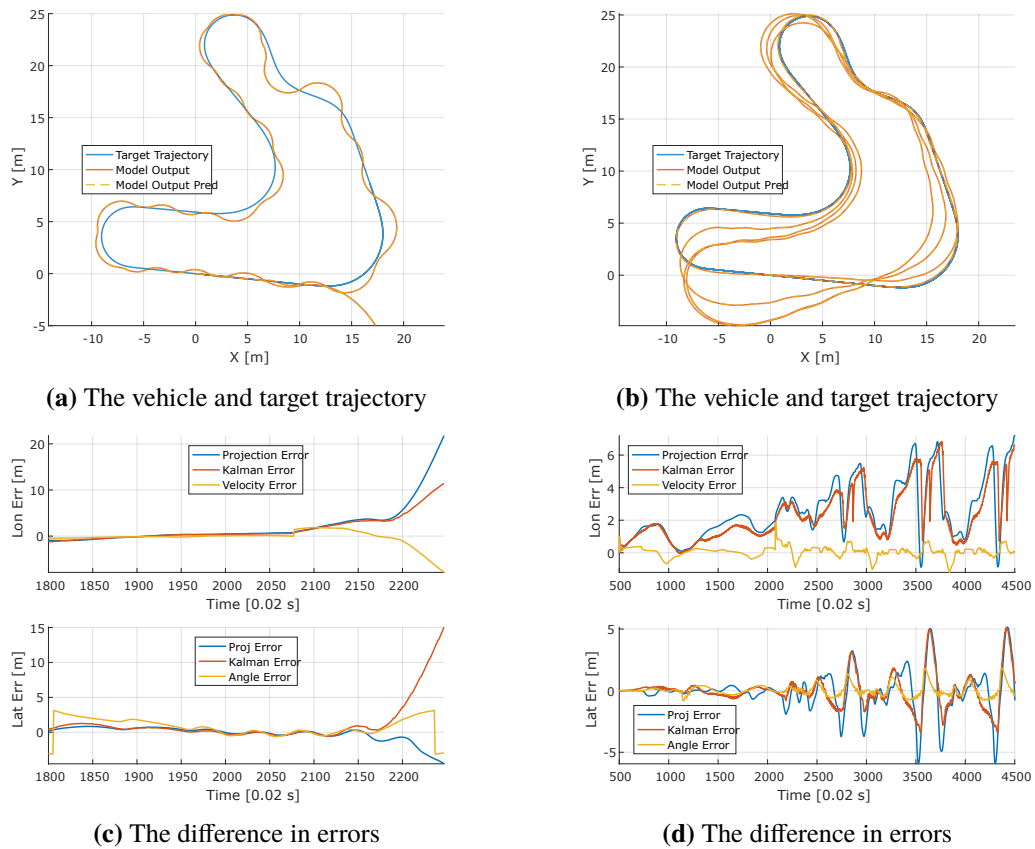 25
20
15
10
5
0
-5
Y [m]
Target Trajectory
Model Output
Model Output Pred
-10 -5 0 5 10 15 20
X [m]
(a) The vehicle and target trajectory
25
20
15
10
5
0
-5
Y [m]
Target Trajectory
Model Output
Model Output Pred
-10 -5 0 5 10 15 20
X [m]
(b) The vehicle and target trajectory
20
10
0
Lon Err [m]
Projection Error
Kalman Error
Velocity Error
1800 1850 1900 1950 2000 2050 2100 2150 2200
Time [0.02 s]
15
10
5
0
Lat Err [m]
Proj Error
Kalman Error
Angle Error
1800 1850 1900 1950 2000 2050 2100 2150 2200
Time [0.02 s]
(c) The difference in errors
6
4
2
0
Lon Err [m]
Projection Error
Kalman Error
Velocity Error
500 1000 1500 2000 2500 3000 3500 4000 4500
Time [0.02 s]
5
0
-5
Lat Err [m]
Proj Error
Kalman Error
Angle Error
500 1000 1500 2000 2500 3000 3500 4000 4500
Time [0.02 s]
(d) The difference in errors